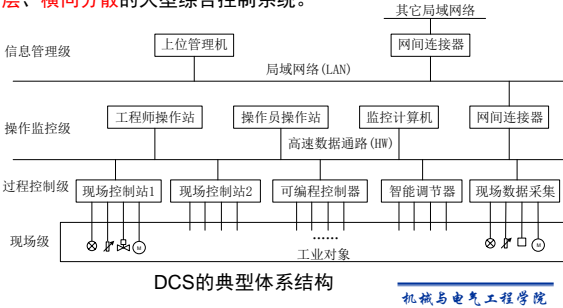 层、横向分散的大型综合控制系统。
其它局域网络
信息管理级
上位管理机
网间连接器
局域网络(LAN)
操作监控级
工程师操作站
操作员操作站
监控计算机
网间连接器
高速数据通路(HW)
过程控制级
现场控制站1
现场控制站2
可编程控制器
智能调节器
现场数据采集
现场级
M
......
M
工业对象
DCS的典型体系结构
机械与电气工程学院